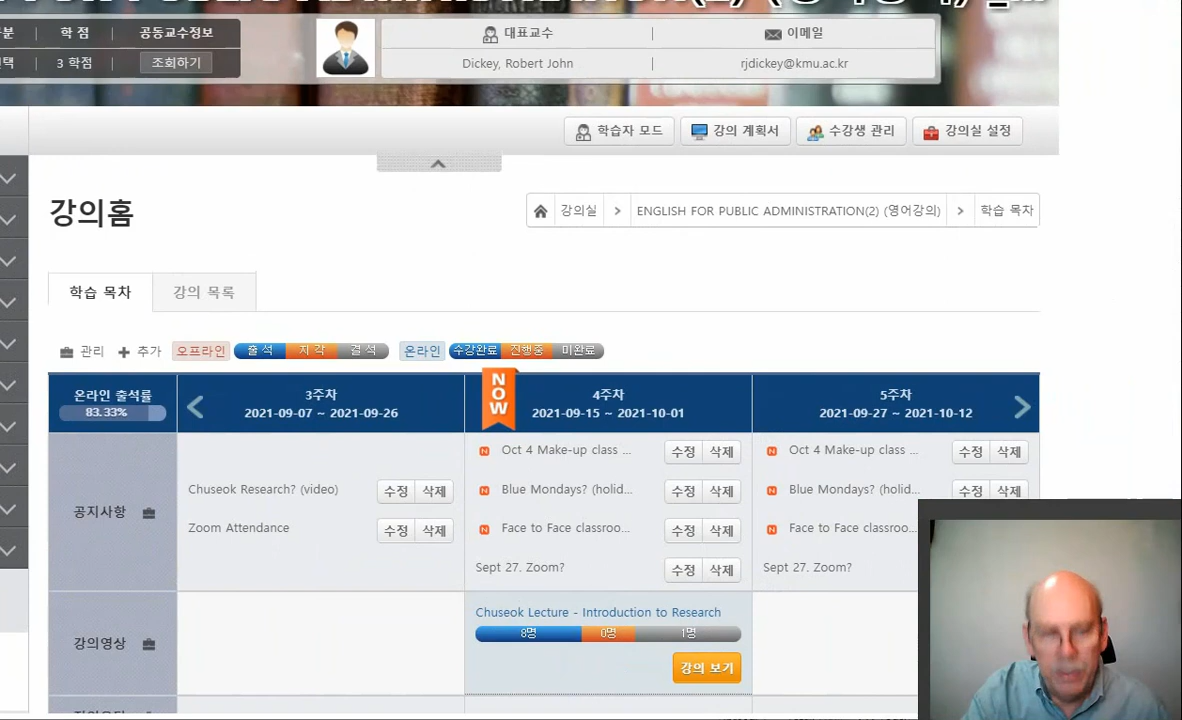 학 점 | 공동교수정보 대표교수 | 이메일
3 학점 | 조회하기 Dickey, Robert John | rjdickey@kmu.ac.kr
학습자 모드 강의 계획서 수강생 관리 강의실 설정
강의홈
강의실 > ENGLISH FOR PUBLIC ADMINISTRATION(2) (영어강의) > 학습 목차
학습 목차 강의 목록
관리 추가 오프라인 출 석 지 각 결 석 온라인 수강완료 진행중 미완료
온라인 출석률
83.33%
3주차
2021-09-07 ~ 2021-09-26
NOW
4주차
2021-09-15 ~ 2021-10-01
5주차
2021-09-27 ~ 2021-10-12
공지사항
Chuseok Research? (video) 수정 삭제
Zoom Attendance 수정 삭제
N Oct 4 Make-up class ... 수정 삭제
N Blue Mondays? (holid... 수정 삭제
N Face to Face classroo... 수정 삭제
Sept 27. Zoom? 수정 삭제
N Oct 4 Make-up class ... 수정 삭제
N Blue Mondays? (holid... 수정 삭제
N Face to Face classroo...
Sept 27. Zoom?
강의영상
Chuseok Lecture - Introduction to Research
8명 0명 1명
강의 보기